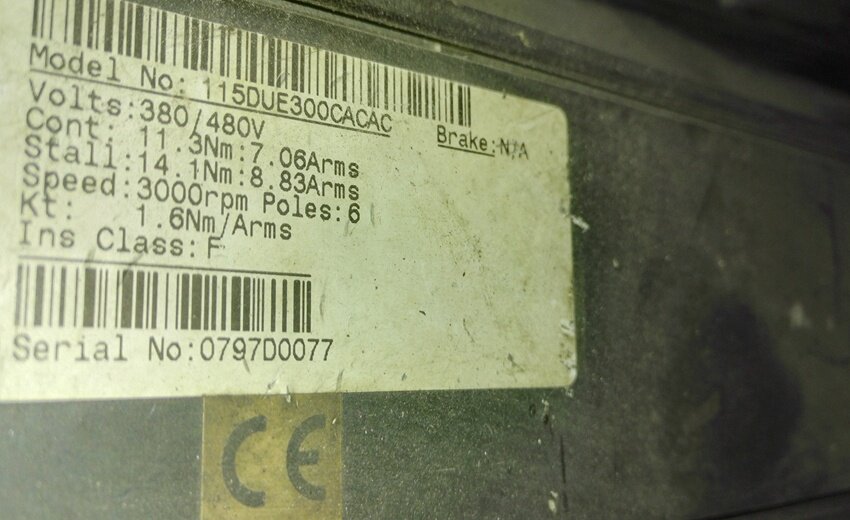 Model No: 115DUE300CACAC
Brake:N/A
Volts:380/480V
Cont: 11.3Nm:7.06Arms
Stall:14.1Nm:8.83Arms
Speed:3000rpm Poles:6
Kt: 1.6Nm/Arms
Ins Class:F
Serial No:0797D0077
CE